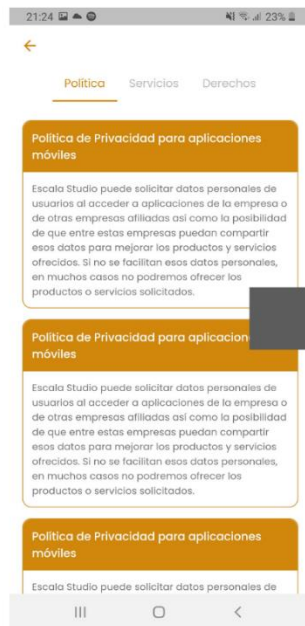 21:24 23%
Política Servicios Derechos
Política de Privacidad para aplicaciones
móviles
Escala Studio puede solicitar datos personales de
usuarios al acceder a aplicaciones de la empresa o
de otras empresas afiliadas así como la posibilidad
de que entre estas empresas puedan compartir
esos datos para mejorar los productos y servicios
ofrecidos. Si no se facilitan esos datos personales,
en muchos casos no podremos ofrecer los
productos o servicios solicitados.
Política de Privacidad para
móviles
Escala Studio puede solicitar datos personales de
usuarios al acceder a aplicaciones de la empresa o
de otras empresas afiliadas así como la posibilidad
de que entre estas empresas puedan compartir
esos datos para mejorar los productos y servicios
ofrecidos. Si no se facilitan esos datos personales,
en muchos casos no podremos ofrecer los
productos o servicios solicitados.
Política de Privacidad para aplicaciones
móviles
Escala Studio puede solicitar datos personales de